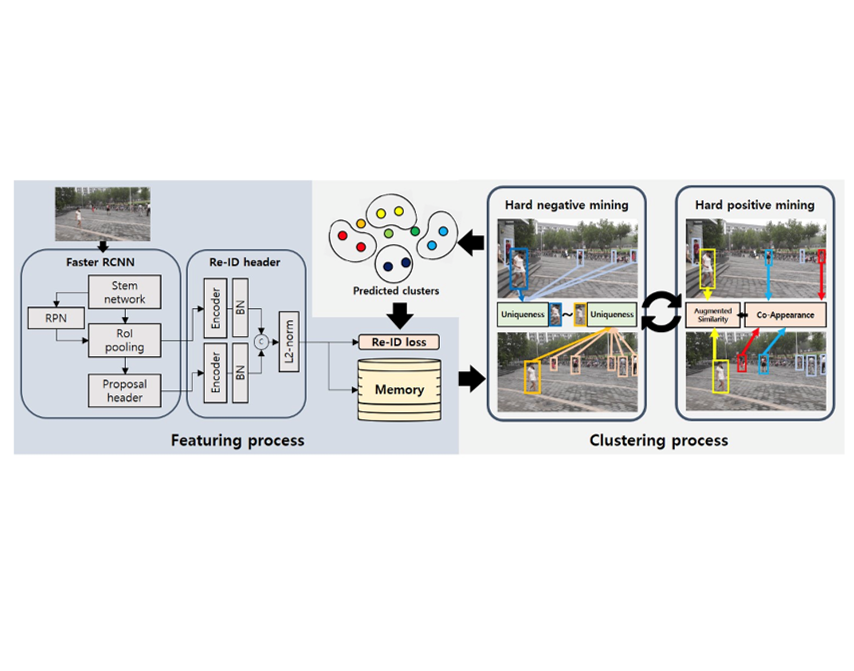 Faster RCNN
Stem
network
RPN
RoI
pooling
Proposal
header
Re-ID header
Encoder
BN
Encoder
BN
C
L2-norm
Featuring process
Predicted clusters
Re-ID loss
Memory
Hard negative mining
Uniqueness
~
Uniqueness
Hard positive mining
Augmented
Similarity
Co-Appearance
Clustering process